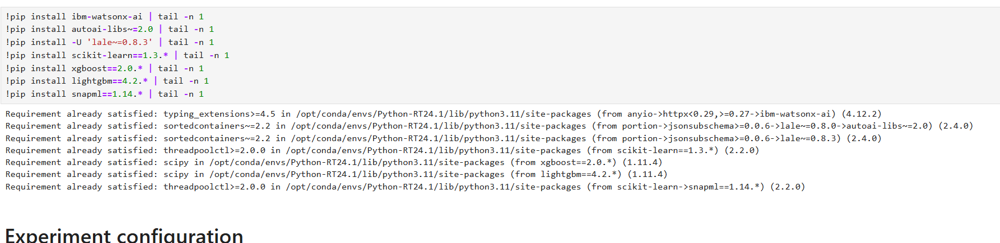 !pip install ibm-watsonx-ai | tail -n 1
!pip install autoai-libs~=2.0 | tail -n 1
!pip install -U 'lale~=0.8.3' | tail -n 1
!pip install scikit-learn==1.3.* | tail -n 1
!pip install xgboost==2.0.* | tail -n 1
!pip install lightgbm==4.2.* | tail -n 1
!pip install snapml==1.14.* | tail -n 1
Requirement already satisfied: typing_extensions>=4.5 in /opt/conda/envs/Python-RT24.1/lib/python3.11/site-packages (from anyio->httpx<0.29,>=0.27->ibm-watsonx-ai) (4.12.2)
Requirement already satisfied: sortedcontainers~=2.2 in /opt/conda/envs/Python-RT24.1/lib/python3.11/site-packages (from portion->jsonsubschema>=0.0.6->lale~=0.8.0->autoai-libs~=2.0) (2.4.0)
Requirement already satisfied: sortedcontainers~=2.2 in /opt/conda/envs/Python-RT24.1/lib/python3.11/site-packages (from portion->jsonsubschema>=0.0.6->lale~=0.8.3) (2.4.0)
Requirement already satisfied: threadpoolctl>=2.0.0 in /opt/conda/envs/Python-RT24.1/lib/python3.11/site-packages (from scikit-learn==1.3.*) (2.2.0)
Requirement already satisfied: scipy in /opt/conda/envs/Python-RT24.1/lib/python3.11/site-packages (from xgboost==2.0.*) (1.11.4)
Requirement already satisfied: scipy in /opt/conda/envs/Python-RT24.1/lib/python3.11/site-packages (from lightgbm==4.2.*) (1.11.4)
Requirement already satisfied: threadpoolctl>=2.0.0 in /opt/conda/envs/Python-RT24.1/lib/python3.11/site-packages (from scikit-learn->snapml==1.14.*) (2.2.0)
Experiment configuration